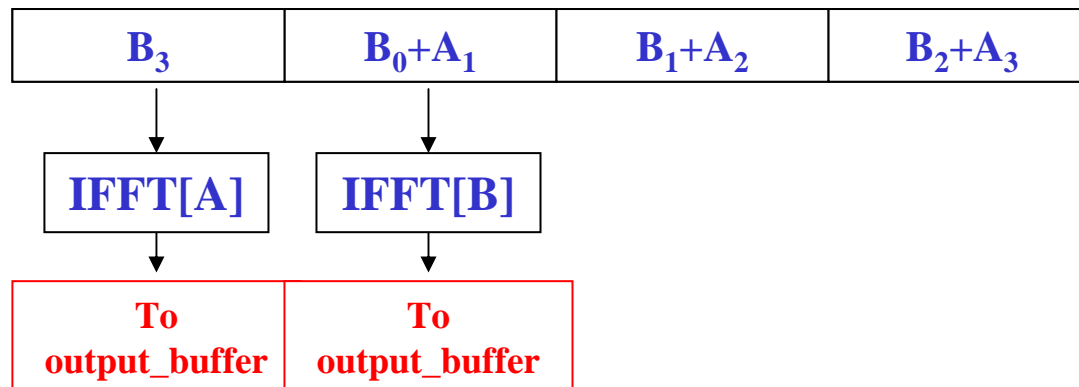 B₃ B₀+A₁ B₁+A₂ B₂+A₃
IFFT[A] IFFT[B]
To To
output_buffer output_buffer